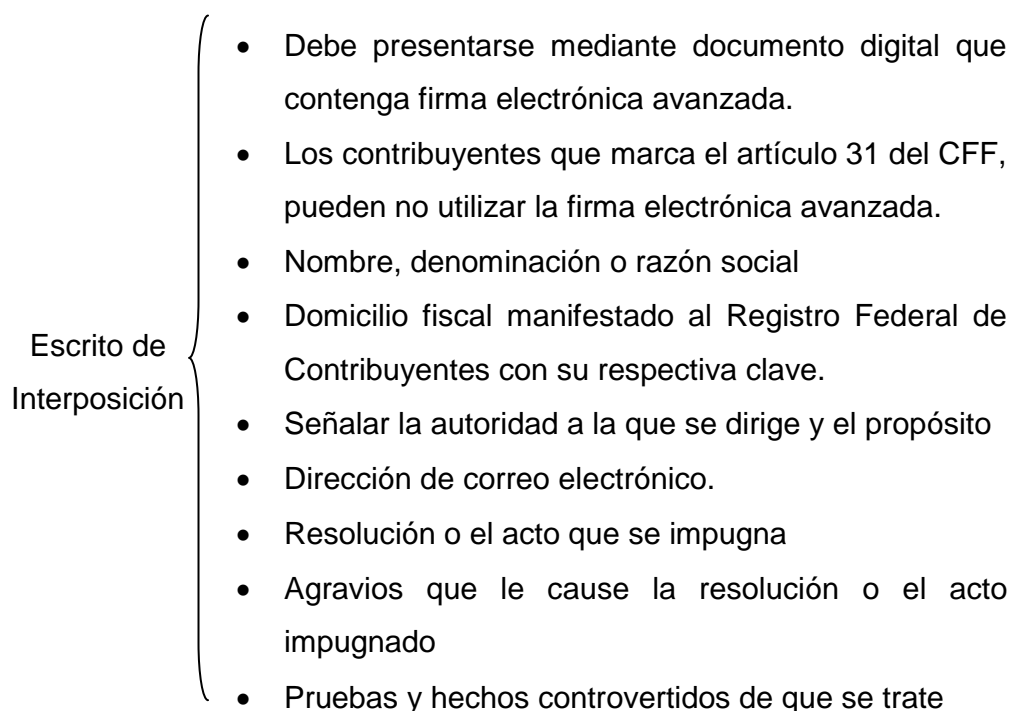 Escrito de
Interposición
• Debe presentarse mediante documento digital que
contenga firma electrónica avanzada.
• Los contribuyentes que marca el artículo 31 del CFF,
pueden no utilizar la firma electrónica avanzada.
• Nombre, denominación o razón social
• Domicilio fiscal manifestado al Registro Federal de
Contribuyentes con su respectiva clave.
• Señalar la autoridad a la que se dirige y el propósito
• Dirección de correo electrónico.
• Resolución o el acto que se impugna
• Agravios que le cause la resolución o el acto
impugnado
• Pruebas y hechos controvertidos de que se trate